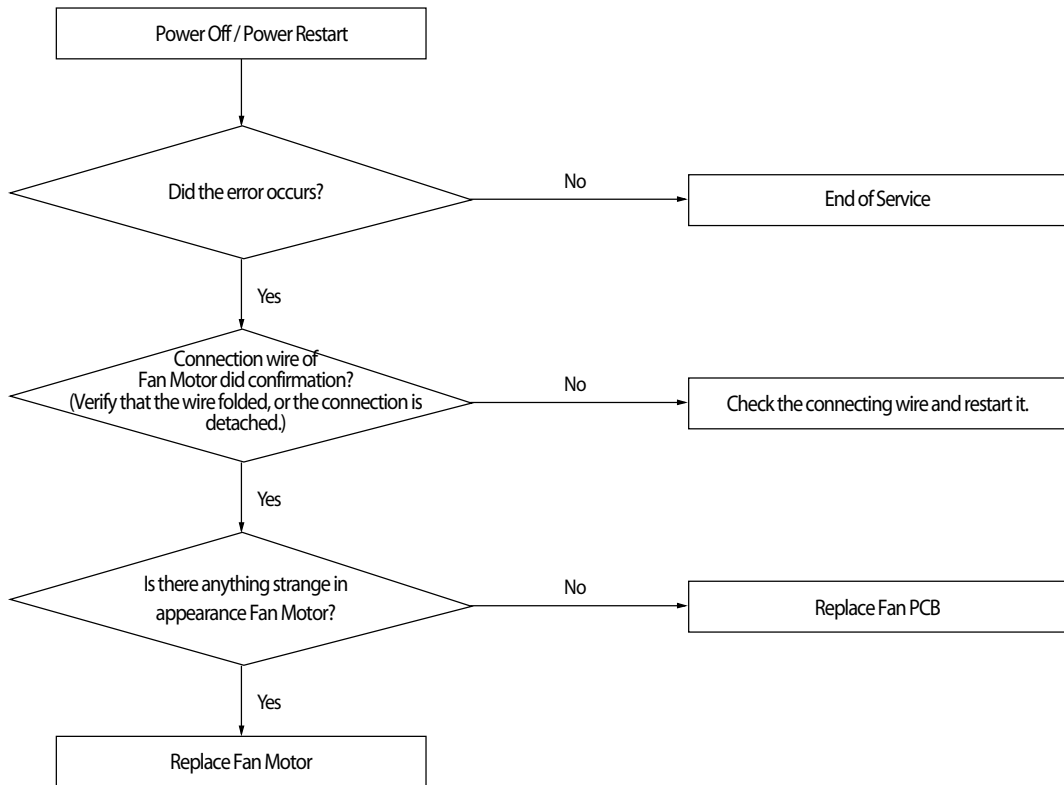 Power Off / Power Restart
Did the error occurs?
No
End of Service
Yes
Connection wire of
Fan Motor did confirmation?
(Verify that the wire folded, or the connection is
detached.)
No
Check the connecting wire and restart it.
Yes
Is there anything strange in
appearance Fan Motor?
No
Replace Fan PCB
Yes
Replace Fan Motor